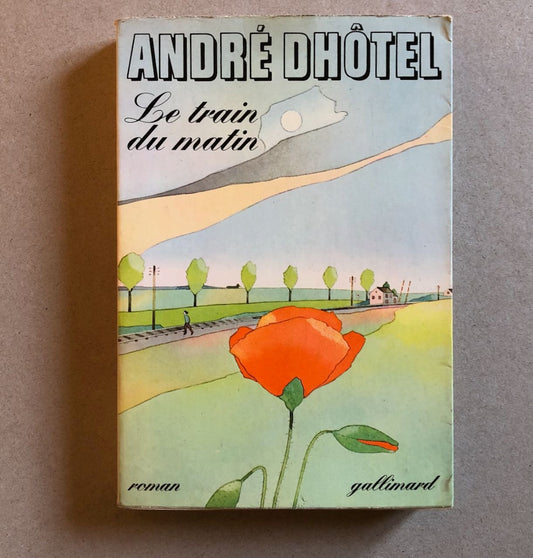 ANDRÉ DHÔTEL
Le train
du matin
roman
gallimard